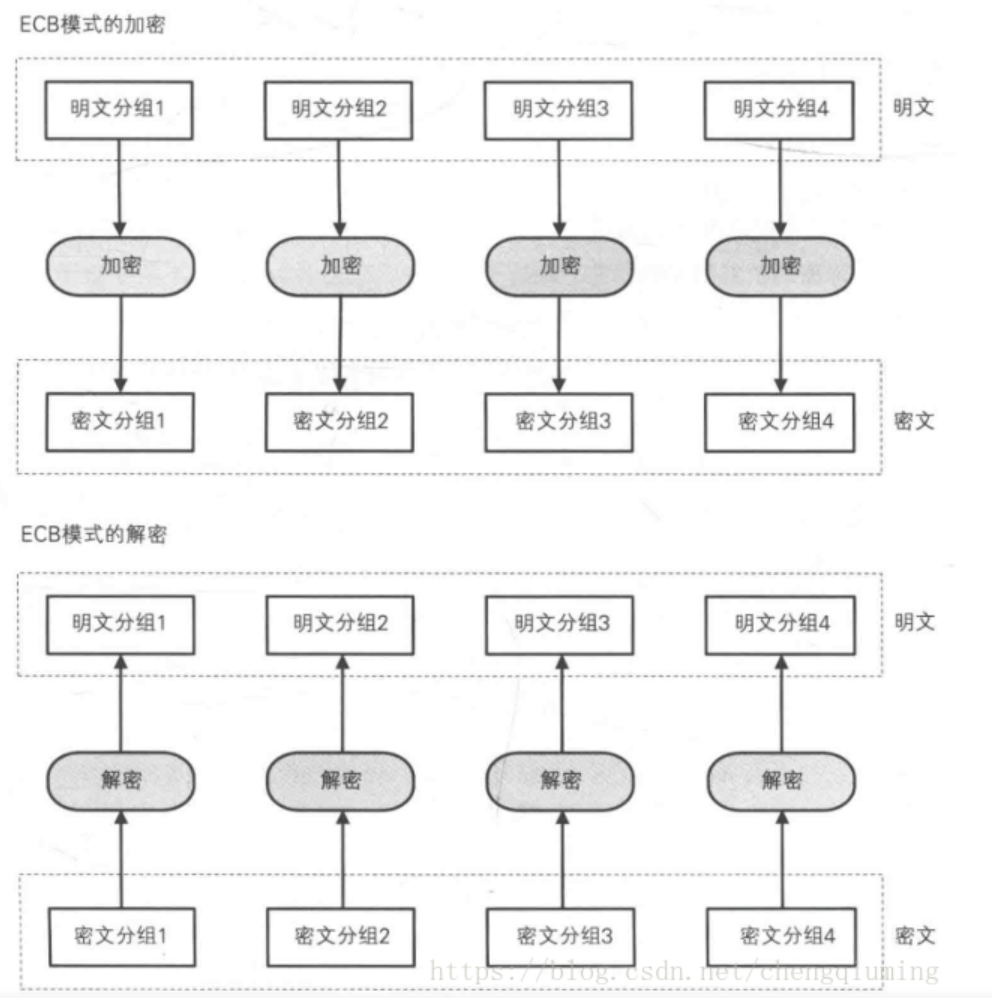 ECB模式的加密
明文分组1 明文分组2 明文分组3 明文分组4 明文
加密 加密 加密 加密
密文分组1 密文分组2 密文分组3 密文分组4 密文
ECB模式的解密
明文分组1 明文分组2 明文分组3 明文分组4 明文
解密 解密 解密 解密
密文分组1 密文分组2 密文分组3 密文分组4 密文
https://blog.csdn.net/chengqiuming